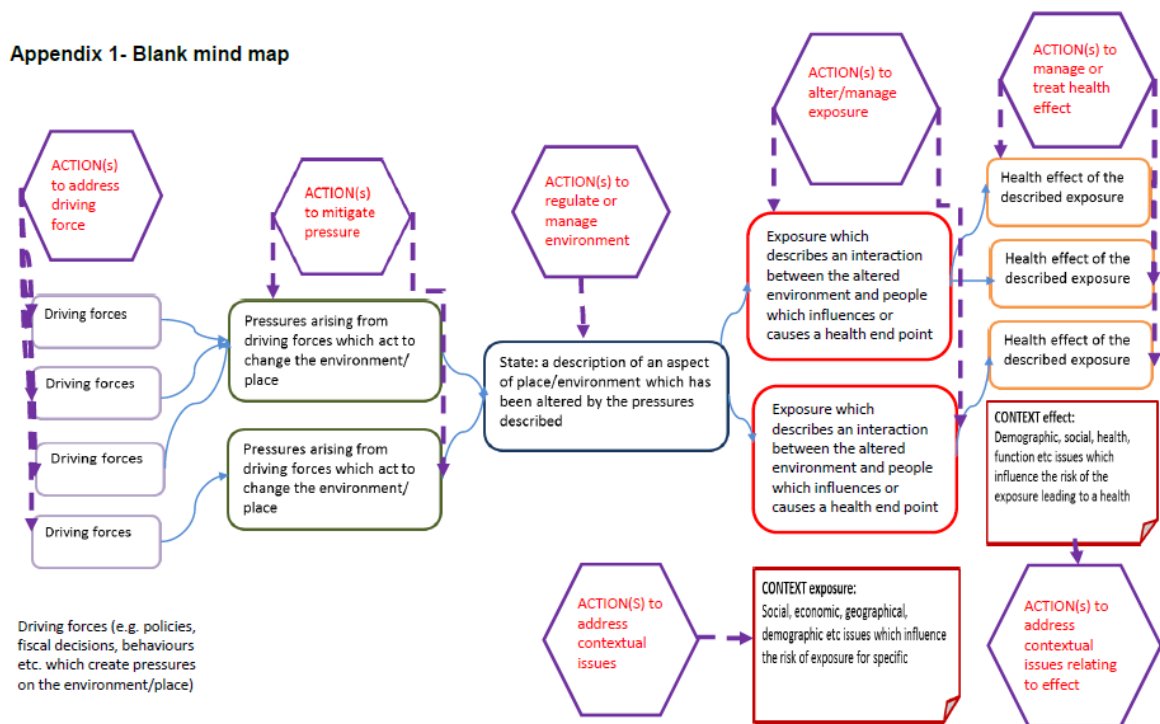 Appendix 1- Blank mind map
ACTION(s)
to address
driving
force
ACTION(s)
to mitigate
pressure
ACTION(s) to
regulate or
manage
environment
ACTION(s) to
alter/manage
exposure
ACTION(s) to
manage or
treat health
effect
Driving forces
Driving forces
Driving forces
Driving forces
Pressures arising from
driving forces which act to
change the environment/
place
Pressures arising from
driving forces which act to
change the environment/
place
State: a description of an aspect
of place/environment which has
been altered by the pressures
described
Exposure which
describes an interaction
between the altered
environment and people
which influences or
causes a health end point
Exposure which
describes an interaction
between the altered
environment and people
which influences or
causes a health end point
Health effect of the
described exposure
Health effect of the
described exposure
Health effect of the
described exposure
CONTEXT effect:
Demographic, social, health,
function etc issues which
influence the risk of the
exposure leading to a health
Driving forces (e.g. policies,
fiscal decisions, behaviours
etc. which create pressures
on the environment/place)
ACTION(S) to
address
contextual
issues
CONTEXT exposure:
Social, economic, geographical,
demographic etc issues which influence
the risk of exposure for specific
ACTION(s) to
address
contextual
issues relating
to effect